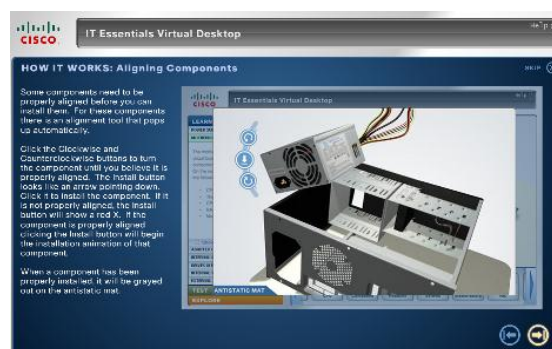 CISCO
IT Essentials Virtual Desktop
Help
HOW IT WORKS: Aligning Components
SKIP
Some components need to be
properly aligned before you can
install them. For these components
there is an alignment tool that pops
up automatically.
Click the Clockwise and
Counterclockwise buttons to turn
the component until you believe it is
properly aligned. The Install button
looks like an arrow pointing down.
Click it to install the component. If it
is not properly aligned, the Install
button will show a red X. If the
component is properly aligned
clicking the Install button will begin
the installation animation of that
component.
When a component has been
properly installed, it will be grayed
out on the antistatic mat.
CISCO
IT Essentials Virtual Desktop
LEARN
TEST
ANTISTATIC MAT
EXPLORE